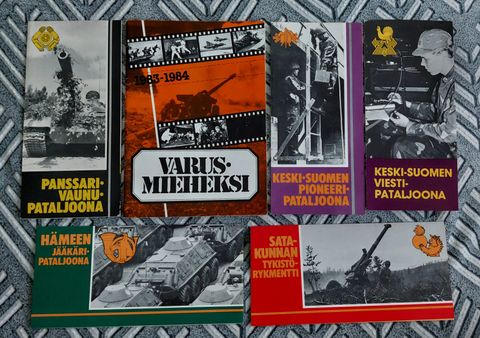 PANSSARI-
VAUNU-
PATALJOONA
1983-1984
VARUS-
MIEHEKSI
KESKI-SUOMEN
PIONEERI-
PATALJOONA
KESKI-SUOMEN
VIESTI-
PATALJOONA
HÄMEEN
JÄÄKÄRI-
PATALJOONA
SATA-
KUNNAN
TYKISTÖ-
RYKMENTTI